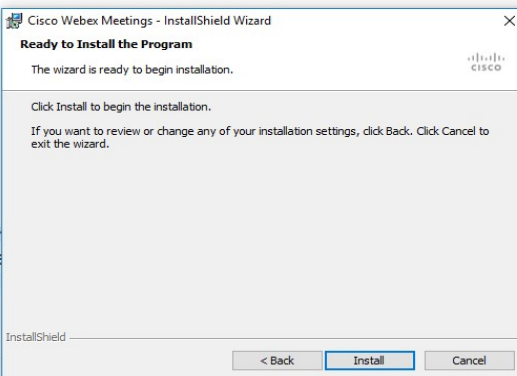 Cisco Webex Meetings - InstallShield Wizard
Ready to Install the Program
The wizard is ready to begin installation.
CISCO
Click Install to begin the installation.
If you want to review or change any of your installation settings, click Back. Click Cancel to
exit the wizard.
InstallShield
< Back
Install
Cancel